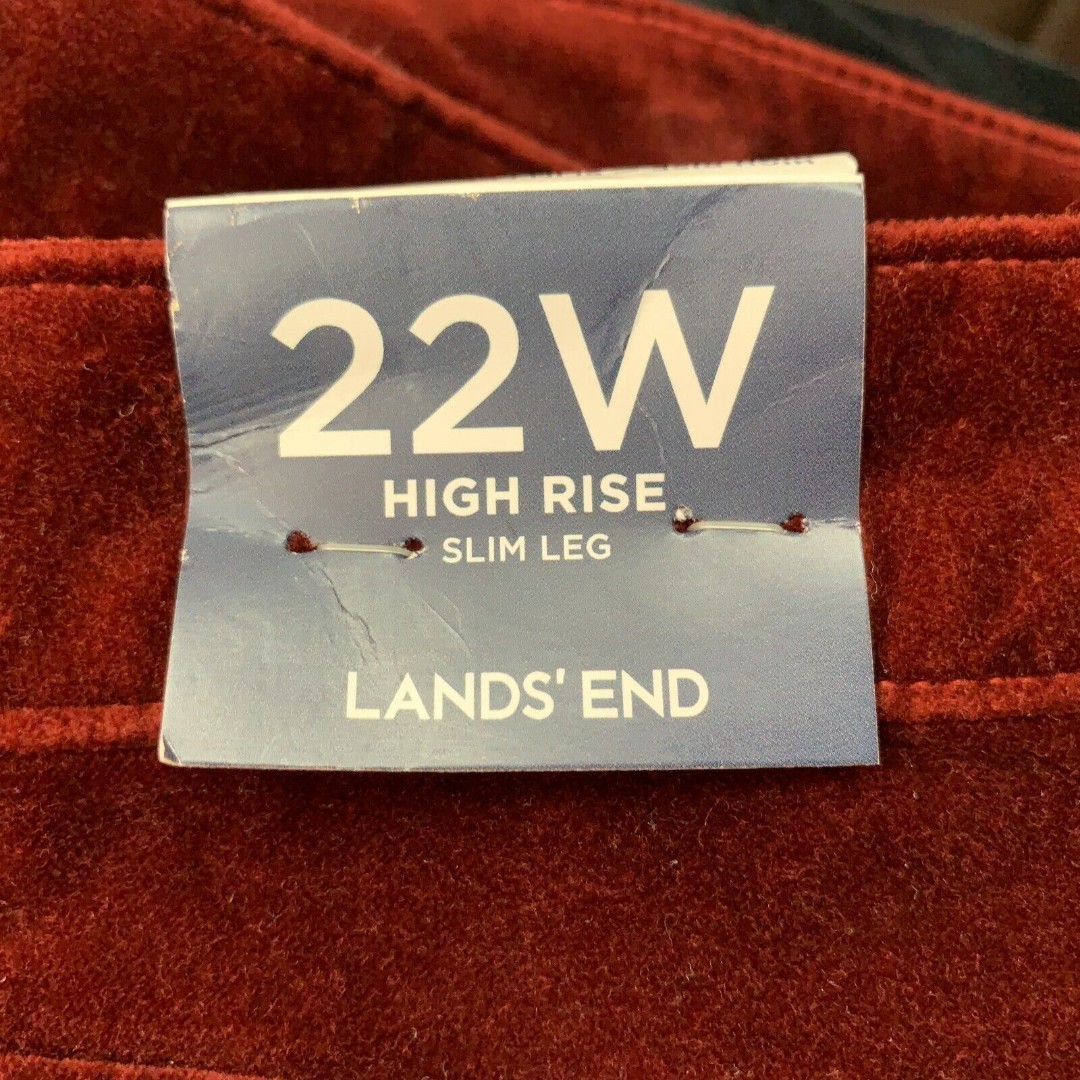 22W
HIGH RISE
SLIM LEG
LANDS' END